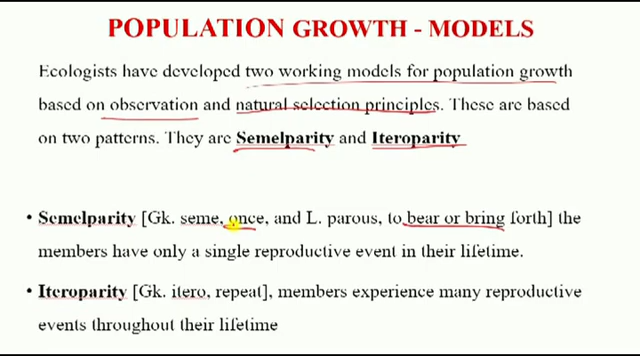 POPULATION GROWTH - MODELS
Ecologists have developed two working models for population growth
based on observation and natural selection principles. These are based
on two patterns. They are Semelparity and Iteroparity
• Semelparity [Gk. seme, once, and L. parous, to bear or bring forth] the
members have only a single reproductive event in their lifetime.
• Iteroparity [Gk. itero, repeat], members experience many reproductive
events throughout their lifetime